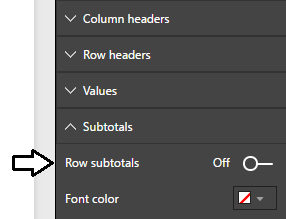 Column headers
Row headers
Values
Subtotals
Row subtotals Off
Font color